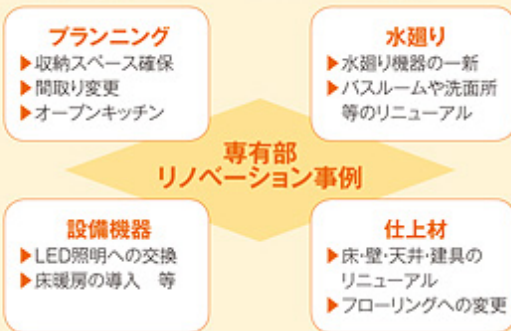 プランニング
▶収納スペース確保
▶間取り変更
▶オープンキッチン
水廻り
▶水廻り機器の一新
▶バスルームや洗面所
等のリニューアル
専有部
リノベーション事例
設備機器
▶LED照明への交換
▶床暖房の導入　等
仕上材
▶床・壁・天井・建具の
リニューアル
▶フローリングへの変更